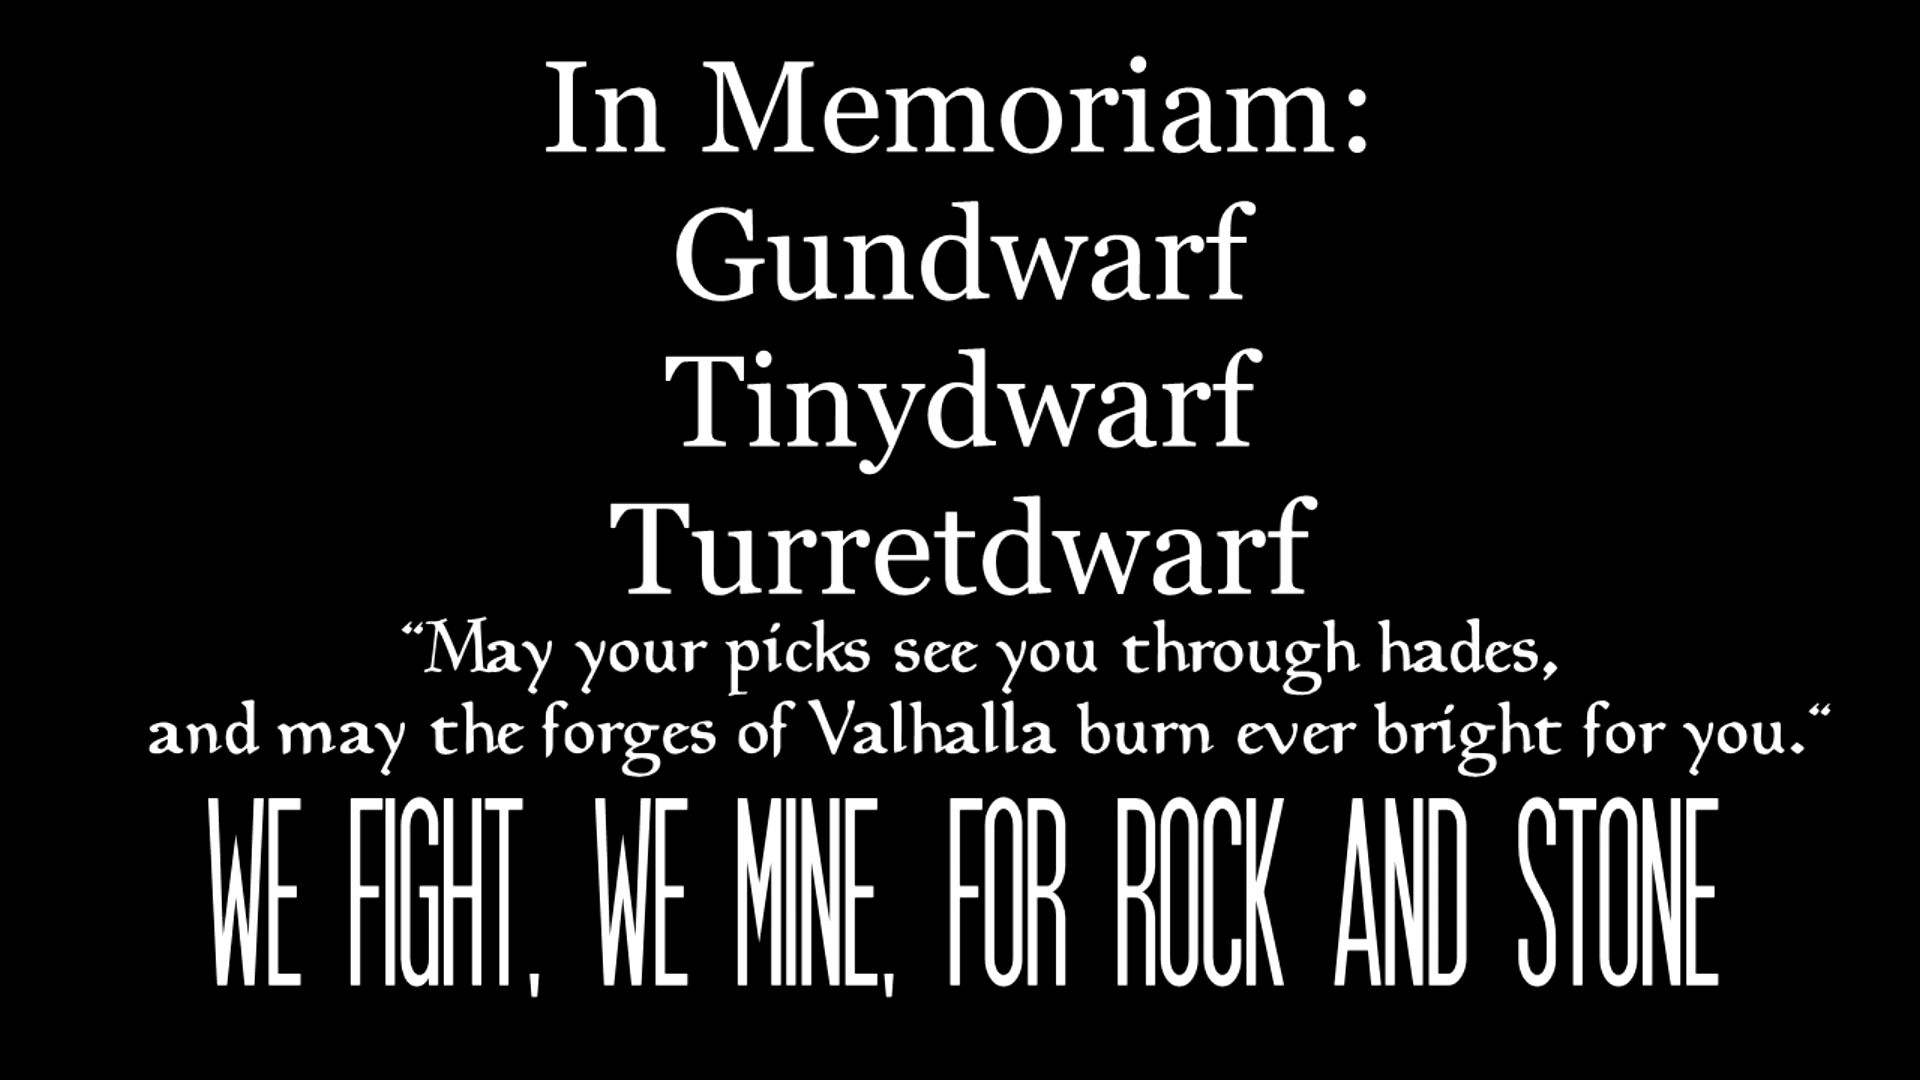 In Memoriam:
Gundwarf
Tinydwarf
Turretdwarf
“May your picks see you through hades,
and may the forges of Valhalla burn ever bright for you.“
WE FIGHT, WE MINE, FOR ROCK AND STONE